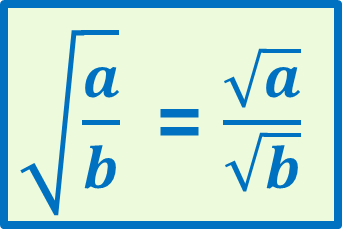 √(a/b) = √a/√b